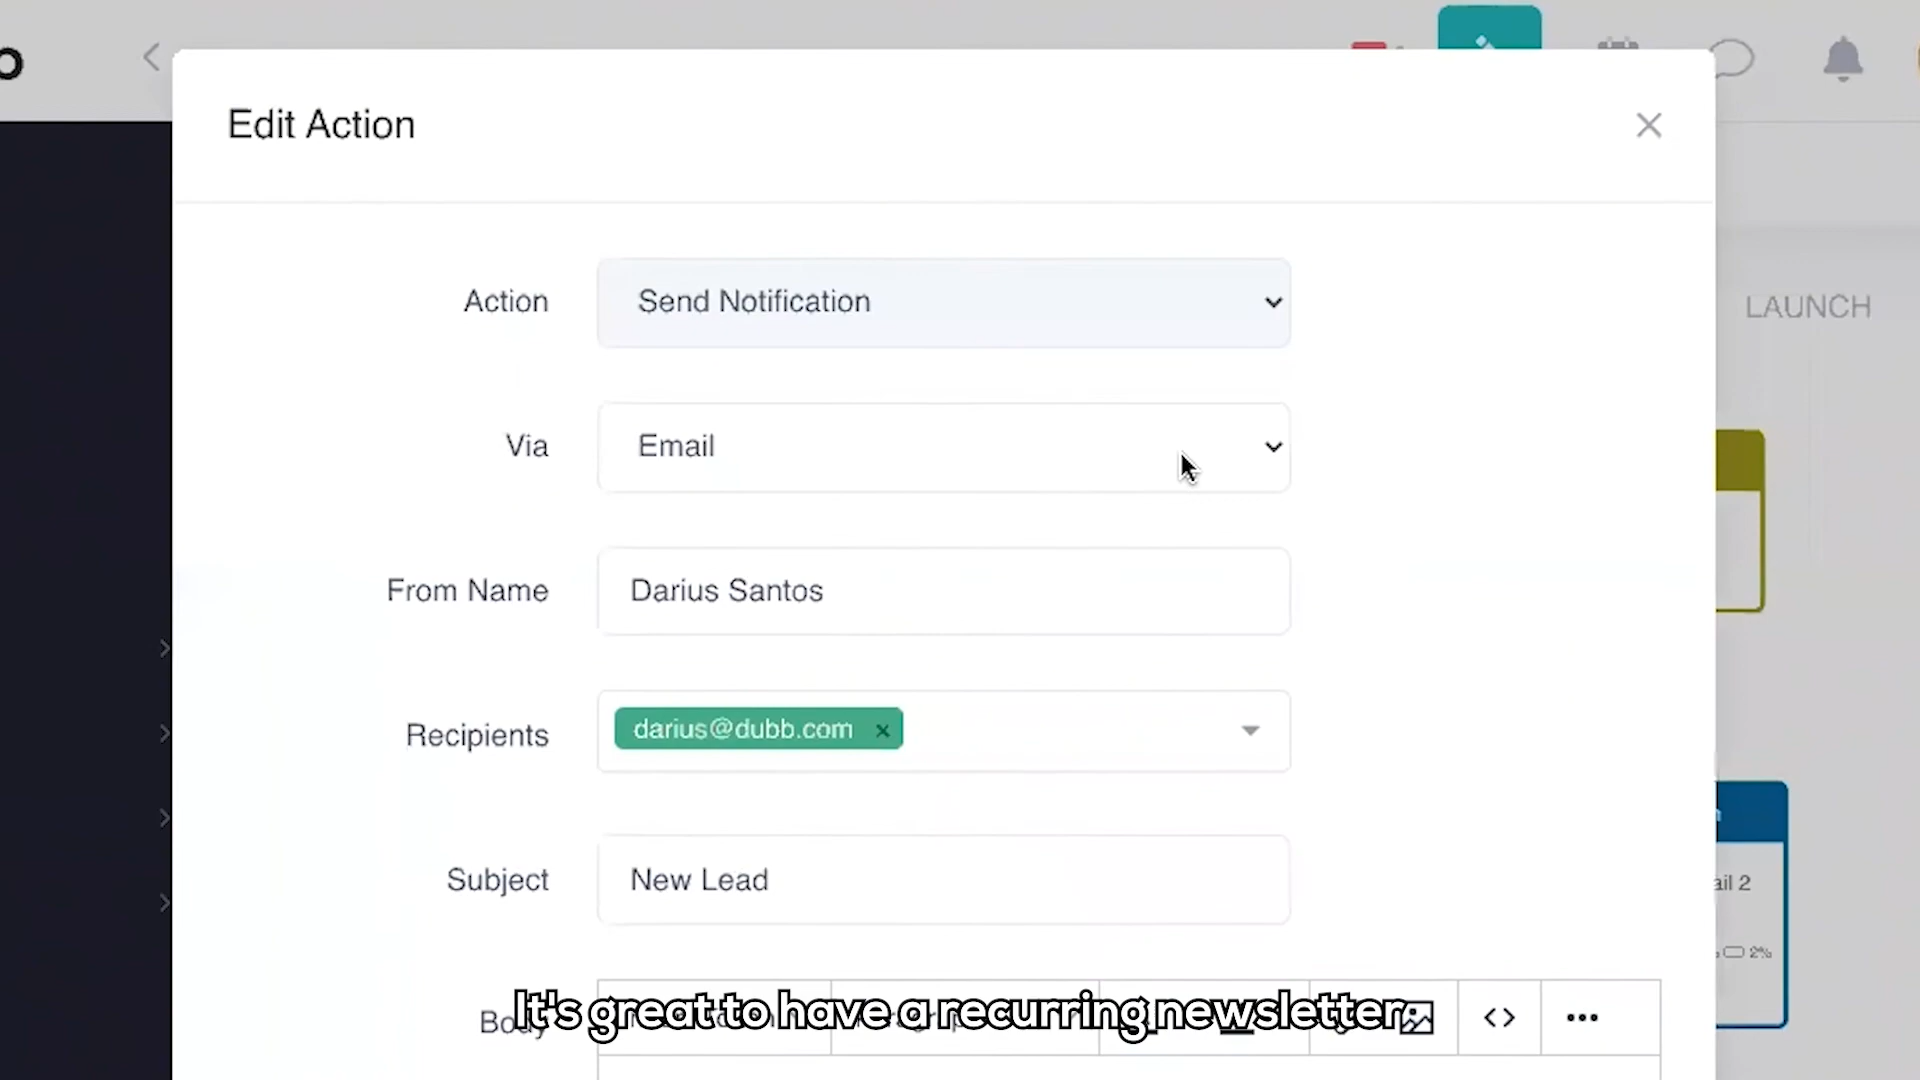 Edit Action
Action
Send Notification
LAUNCH
Via
Email
From Name
Darius Santos
Recipients
darius@dubb.com ×
Subject
New Lead
ail 2
2%
Body
It's great to have a recurring newsletter